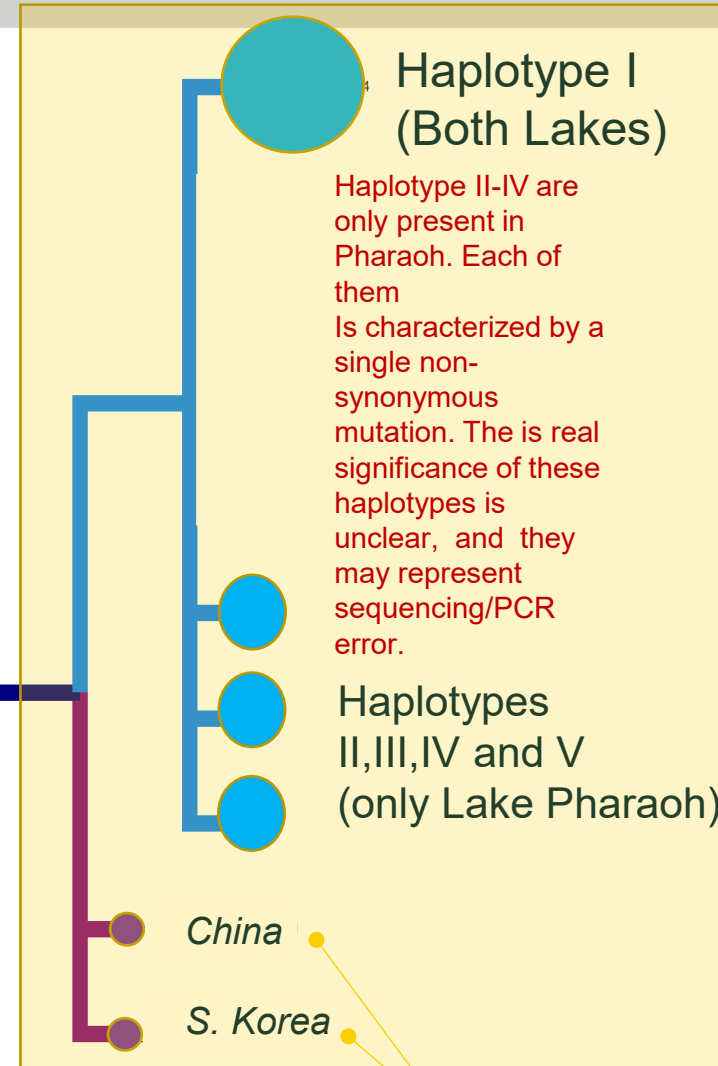 Haplotype I
(Both Lakes)
4
Haplotype II-IV are
only present in
Pharaoh. Each of
them
Is characterized by a
single non-
synonymous
mutation. The is real
significance of these
haplotypes is
unclear, and they
may represent
sequencing/PCR
error.
Haplotypes
II,III,IV and V
(only Lake Pharaoh)
China
S. Korea